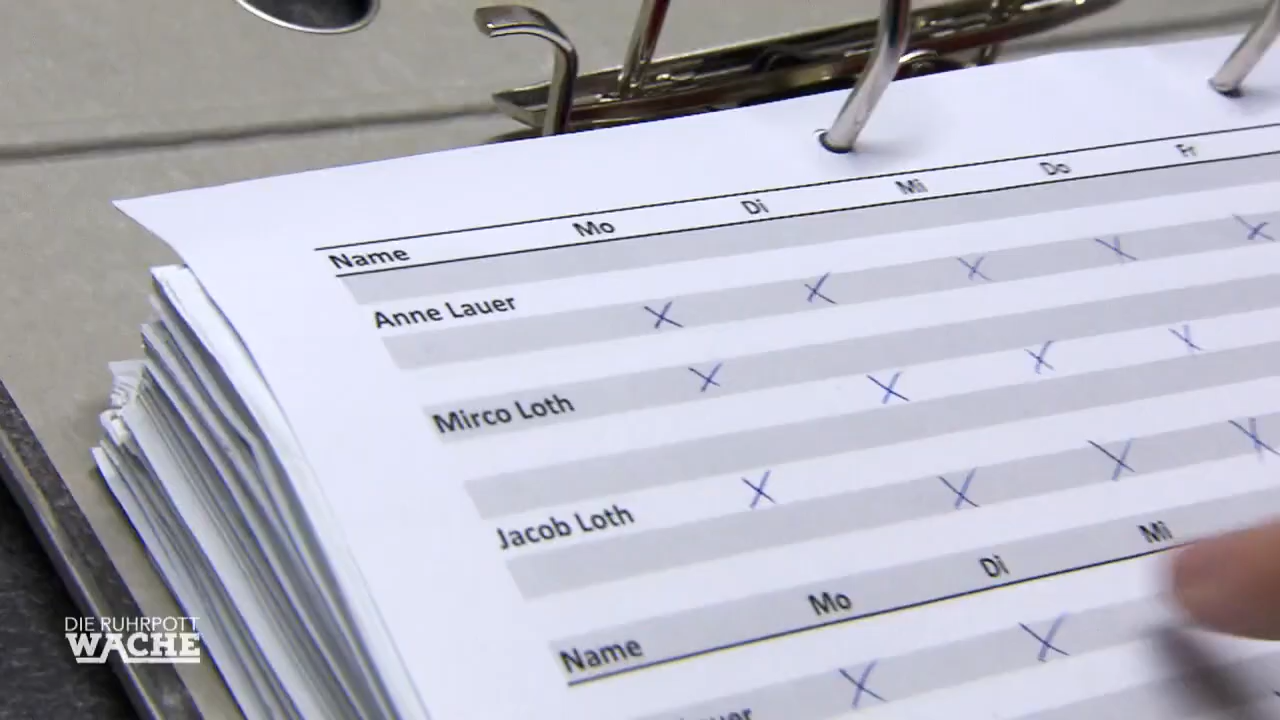 Name Mo Di Mi Do Fr
Anne Lauer X X X X X
Mirco Loth X X X X
Jacob Loth X X X X
Name Mo Di Mi
X X
DIE RUHRPOTT
WACHE